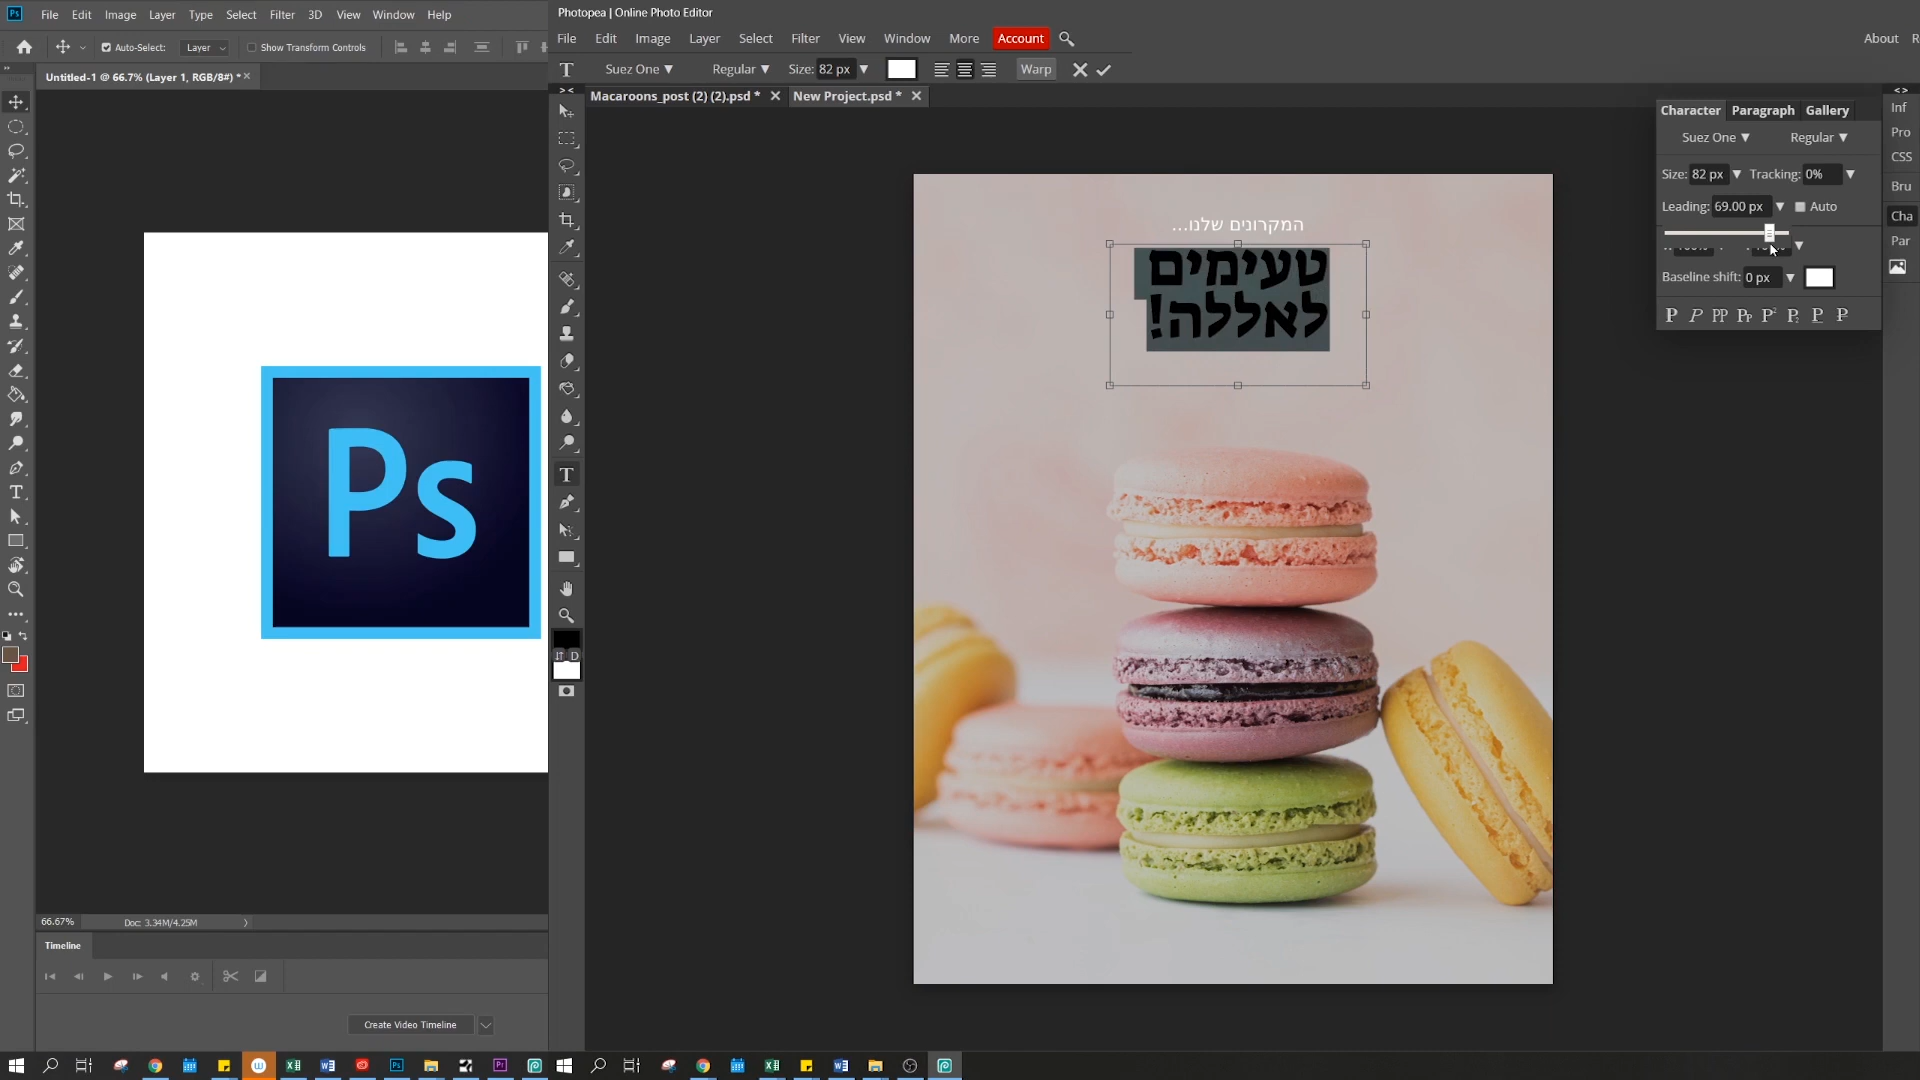 File Edit Image Layer Type Select Filter 3D View Window Help
Auto-Select: Layer Show Transform Controls
Untitled-1 @ 66.7% (Layer 1, RGB/8#) *
Ps
66.67% Doc: 3.34M/4.25M
Timeline
Create Video Timeline
Photopea | Online Photo Editor
File Edit Image Layer Select Filter View Window More Account
About
Suez One Regular Size: 82 px Warp
Macaroons_post (2) (2).psd * New Project.psd *
המקרונים שלנו...
טעימים
לאללה!
Character Paragraph Gallery
Suez One Regular
Size: 82 px Tracking: 0%
Leading: 69.00 px Auto
Baseline shift: 0 px
Inf
Pro
CSS
Bru
Cha
Par